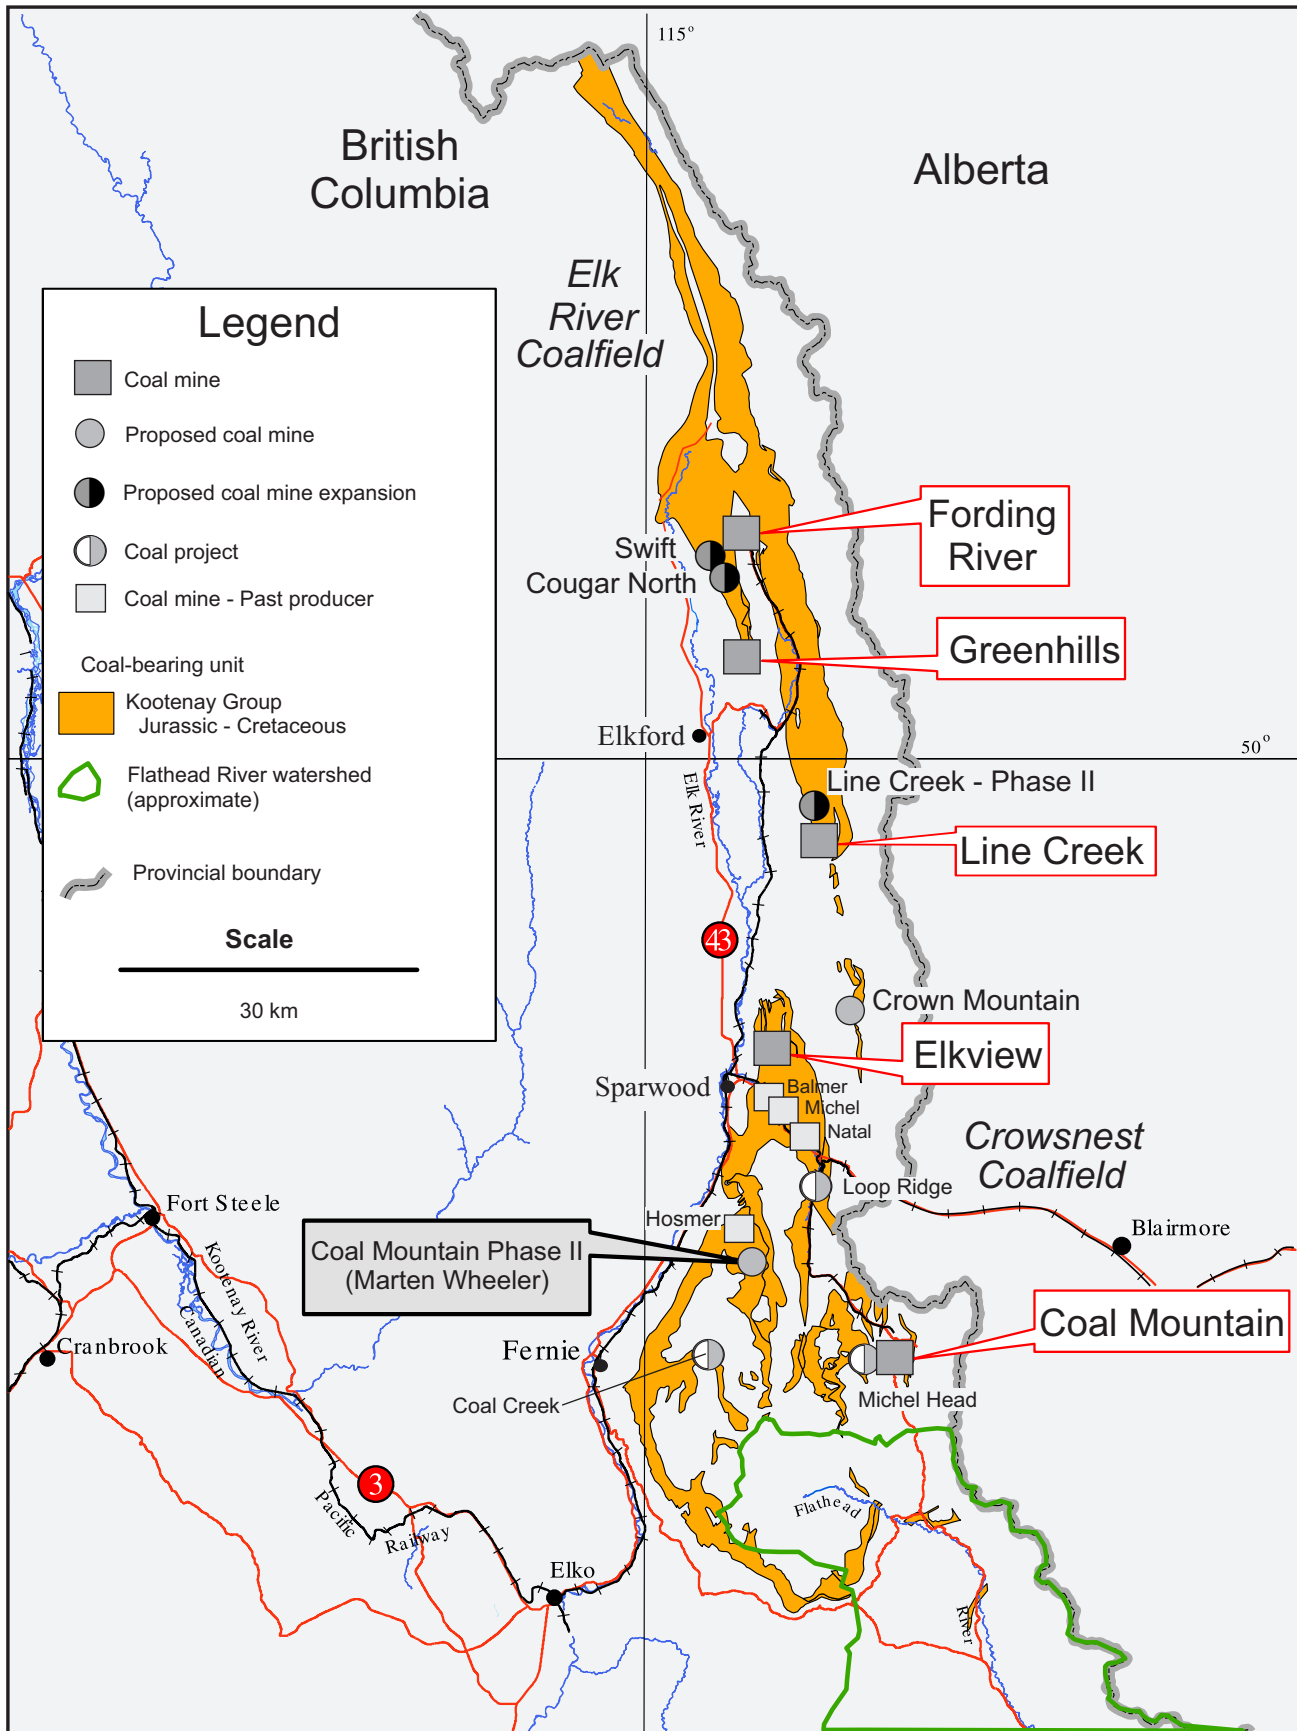 115°
British
Columbia
Alberta
Elk
River
Coalfield
Legend
Coal mine
Proposed coal mine
Proposed coal mine expansion
Coal project
Coal mine - Past producer
Coal-bearing unit
Kootenay Group
Jurassic - Cretaceous
Flathead River watershed
(approximate)
Provincial boundary
Scale
30 km
Fording
River
Swift
Cougar North
Greenhills
Elkford
50°
Elk River
Line Creek - Phase II
Line Creek
43
Crown Mountain
Elkview
Sparwood
Balmer
Michel
Natal
Crowsnest
Coalfield
Loop Ridge
Fort Steele
Hosmer
Blairmore
Coal Mountain Phase II
(Marten Wheeler)
Kootenay River
Canadian
Coal Mountain
Cranbrook
Fernie
Coal Creek
Michel Head
3
Pacific
Railway
Flathead
Elko
River